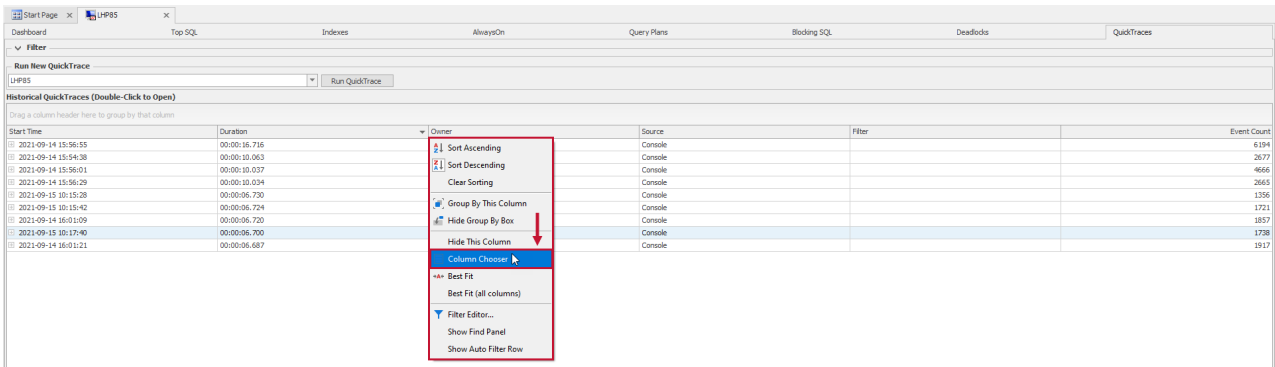 Start Page x LHP85 x
Dashboard Top SQL Indexes AlwaysOn Query Plans Blocking SQL Deadlocks QuickTraces
Filter
Run New QuickTrace
LHP85 Run QuickTrace
Historical QuickTraces (Double-Click to Open)
Drag a column header here to group by that column
Start Time Duration Owner Source Filter Event Count
2021-09-14 15:56:55 00:00:16.716 Console 6194
2021-09-14 15:54:38 00:00:10.063 Console 2677
2021-09-14 15:56:01 00:00:10.037 Console 4666
2021-09-14 15:56:29 00:00:10.034 Console 2665
2021-09-15 10:15:28 00:00:06.730 Console 1356
2021-09-15 10:15:42 00:00:06.724 Console 1721
2021-09-14 16:01:09 00:00:06.720 Console 1857
2021-09-15 10:17:40 00:00:06.700 Console 1738
2021-09-14 16:01:21 00:00:06.687 Console 1917
Sort Ascending
Sort Descending
Clear Sorting
Group By This Column
Hide Group By Box
Hide This Column
Column Chooser
Best Fit
Best Fit (all columns)
Filter Editor...
Show Find Panel
Show Auto Filter Row